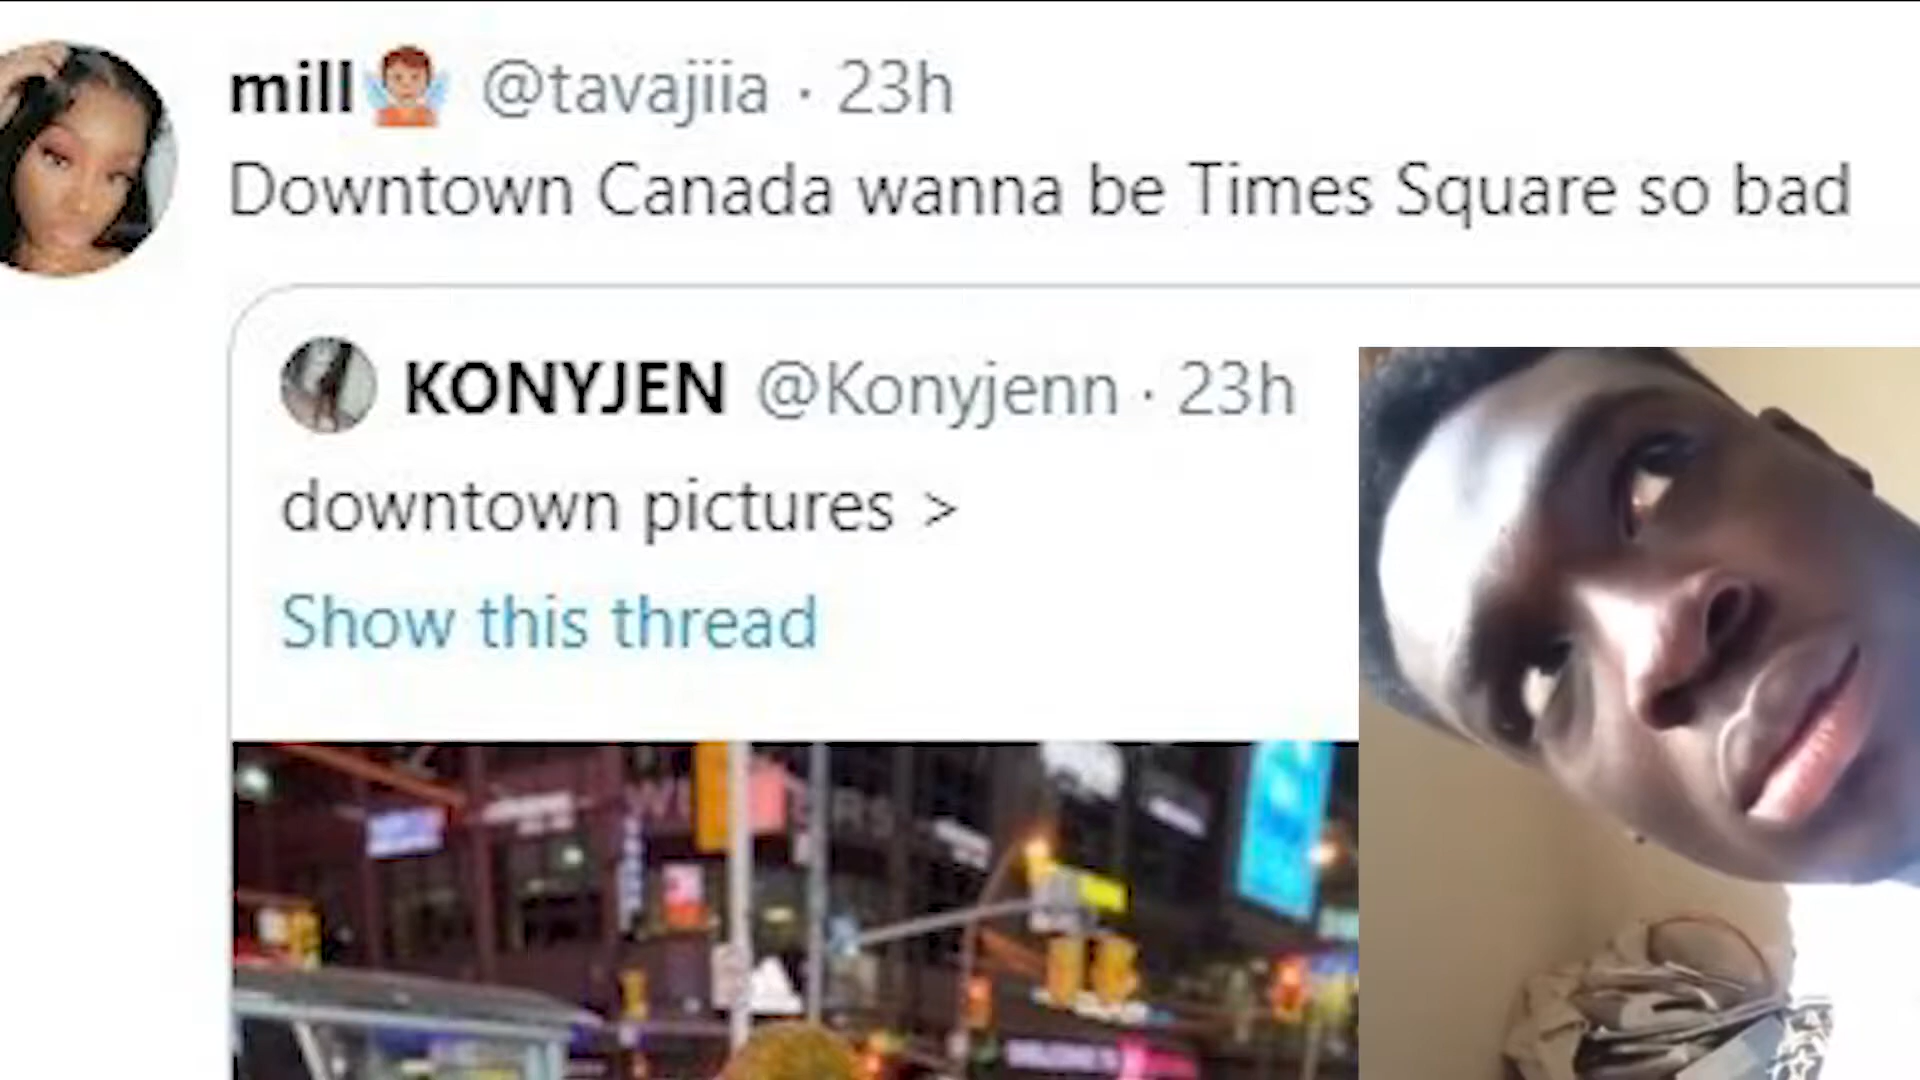 mill @tavajiia · 23h
Downtown Canada wanna be Times Square so bad
KONYJEN @Konyjenn · 23h
downtown pictures >
Show this thread